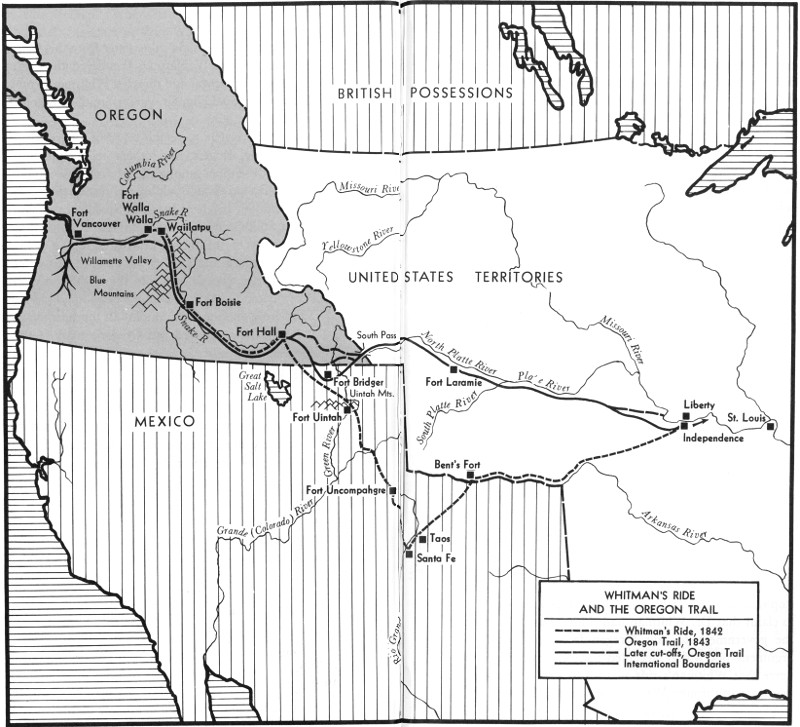 BRITISH POSSESSIONS
OREGON
Columbia River
Missouri Rive
Fort
Walla
Walla
Snake R
Fort
Vancouver
Waiilatpu
Yellowstone River
Willamette Valley
Blue
Mountains
UNITED STATES TERRITORIES
Fort Boisie
Snake R
Fort Hall
South Pass
North Platte River
Missouri River
Great
Salt
Lake
Fort Bridger
Uintah Mts.
Fort Laramie
River
South Platte River
Fort Uintah
MEXICO
Liberty
St. Louis
Independence
Green River
Bent's Fort
Fort Uncompahgre
Grande (Colorado) River
Arkansas River
Taos
Santa Fe
Rio Grand
WHITMAN'S RIDE
AND THE OREGON TRAIL
Whitman's Ride, 1842
Oregon Trail, 1843
Later cut-offs, Oregon Trail
International Boundaries